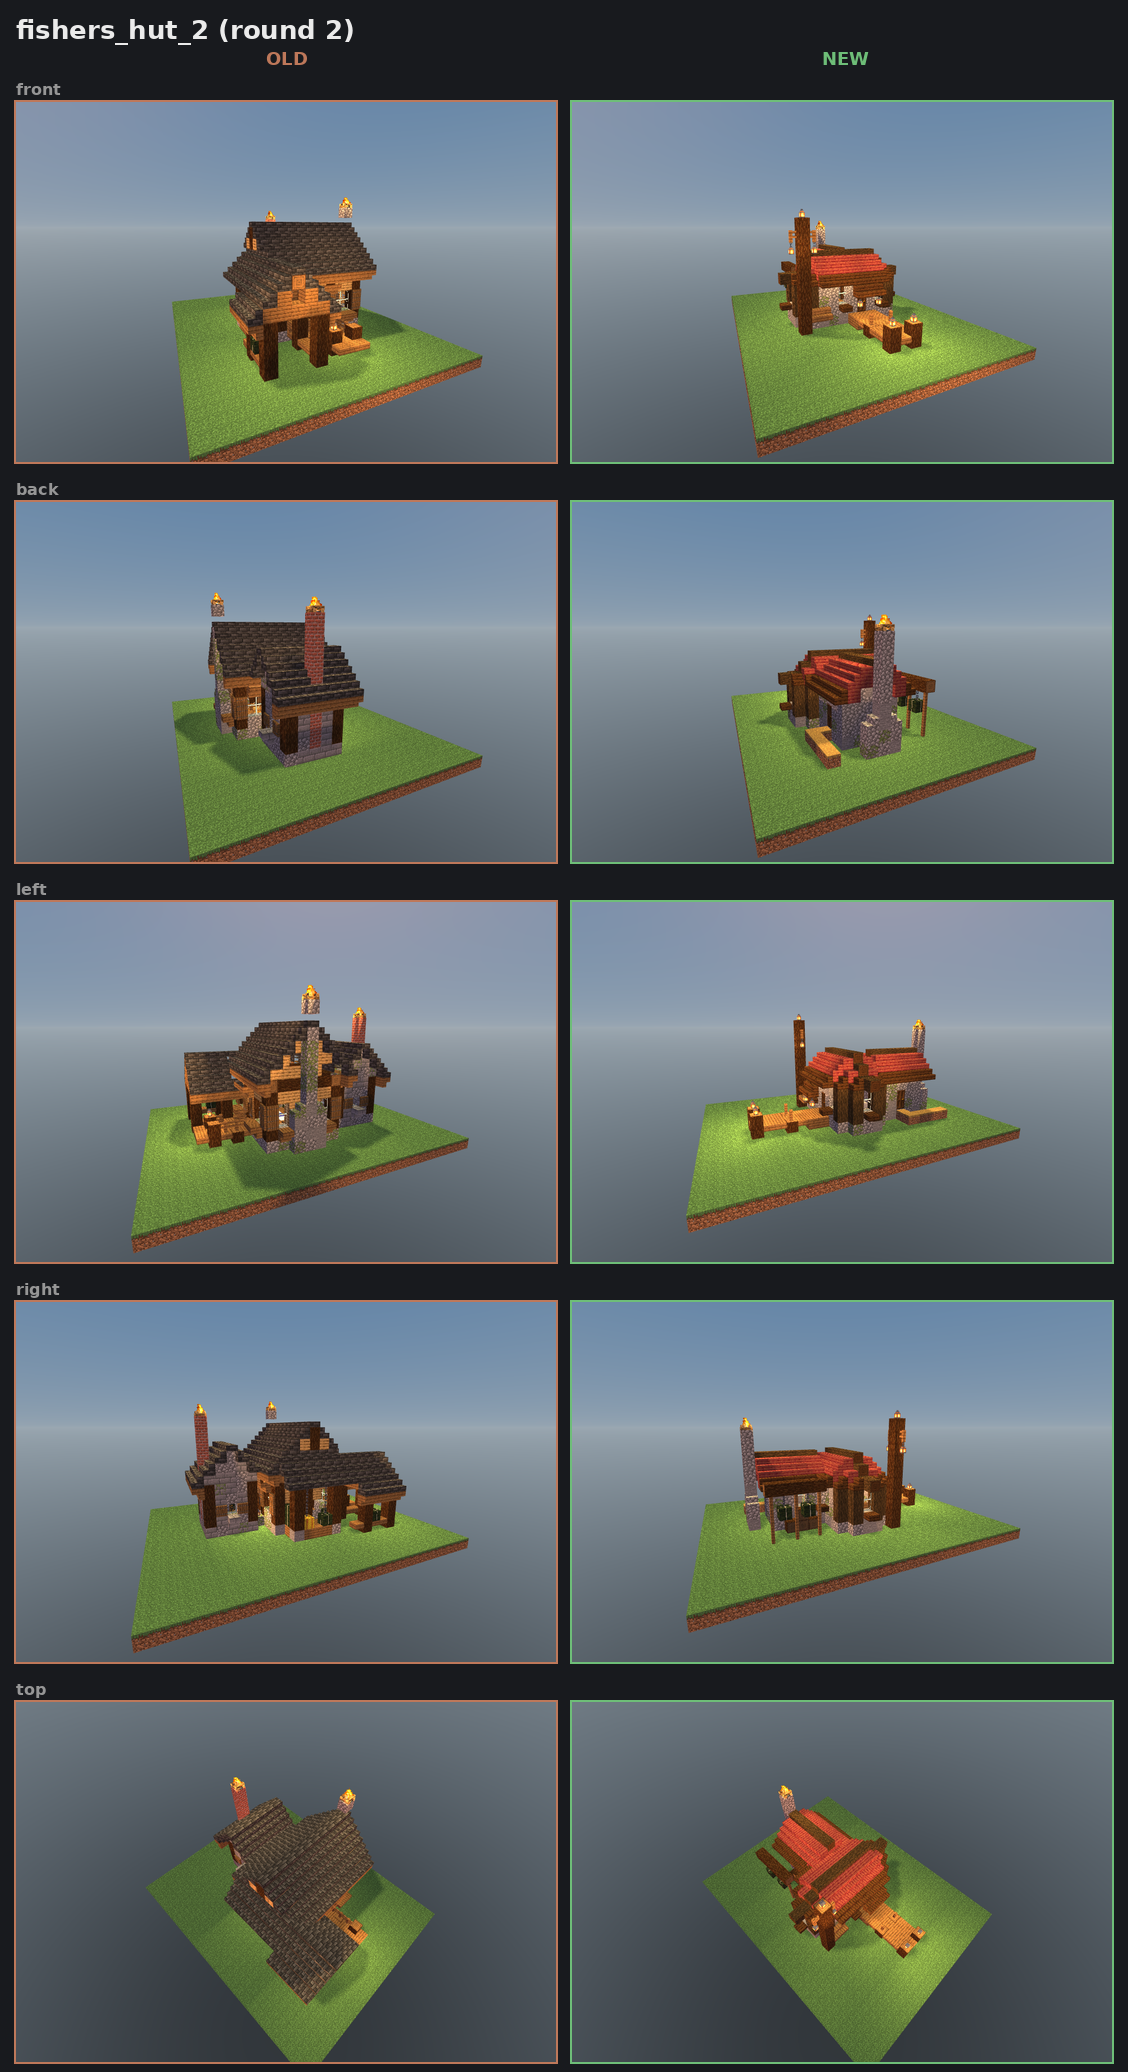 fishers_hut_2 (round 2)
OLD
NEW
front
back
left
right
top